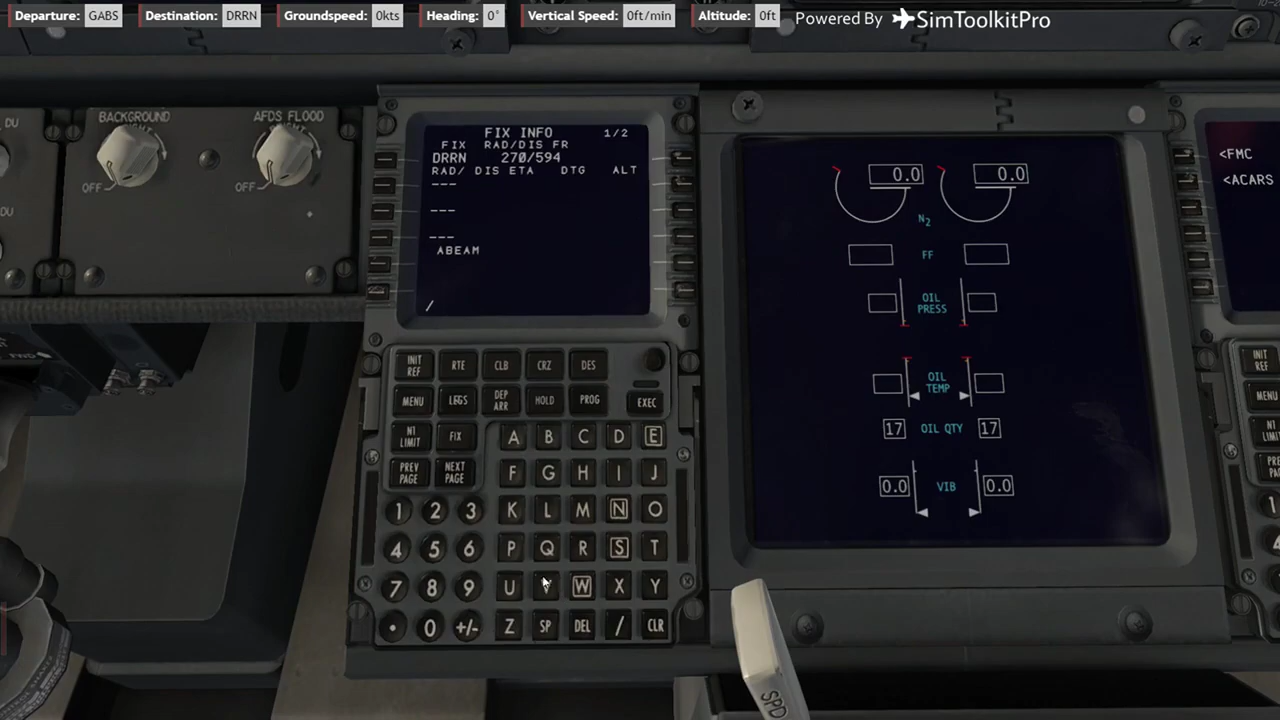 Departure: GABS Destination: DRRN Groundspeed: 0kts Heading: 0° Vertical Speed: 0ft/min Altitude: 0ft Powered By SimToolkitPro
DU BACKGROUND AFDS FLOOD
OFF OFF
DU
FIX INFO 1/2
FIX RAD/DIS FR
DRRN 270/594
RAD/ DIS ETA DTG ALT
---
---
---
ABEAM
/
INIT REF RTE CLB CRZ DES
MENU LEGS DEP ARR HOLD PROG EXEC
N1 LIMIT FIX A B C D E
PREV PAGE NEXT PAGE F G H I J
1 2 3 K L M N O
4 5 6 P Q R S T
7 8 9 U V W X Y
. 0 +/- Z SP DEL / CLR
0.0 0.0
N2
FF
OIL PRESS
OIL TEMP
17 OIL QTY 17
0.0 VIB 0.0
SPD
<FMC
<ACARS
INIT REF
MENU
N1 LIMIT